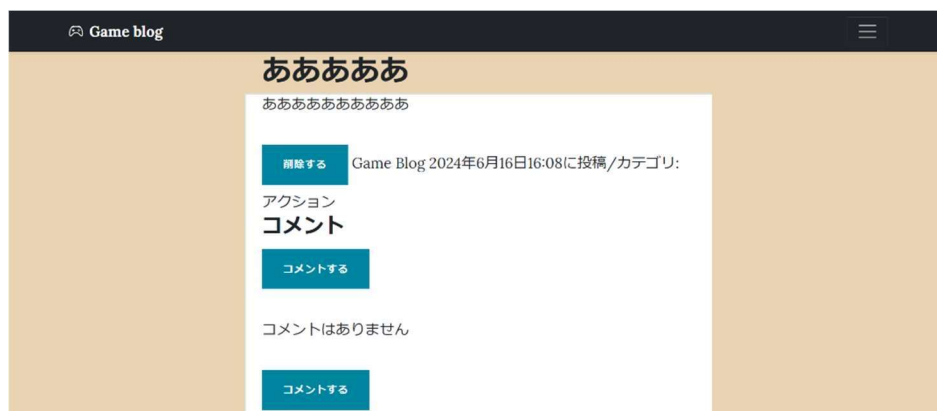 Game blog
ああああああ
ああああああああああ
削除する Game Blog 2024年6月16日16:08に投稿/カテゴリ:
アクション
コメント
コメントする
コメントはありません
コメントする